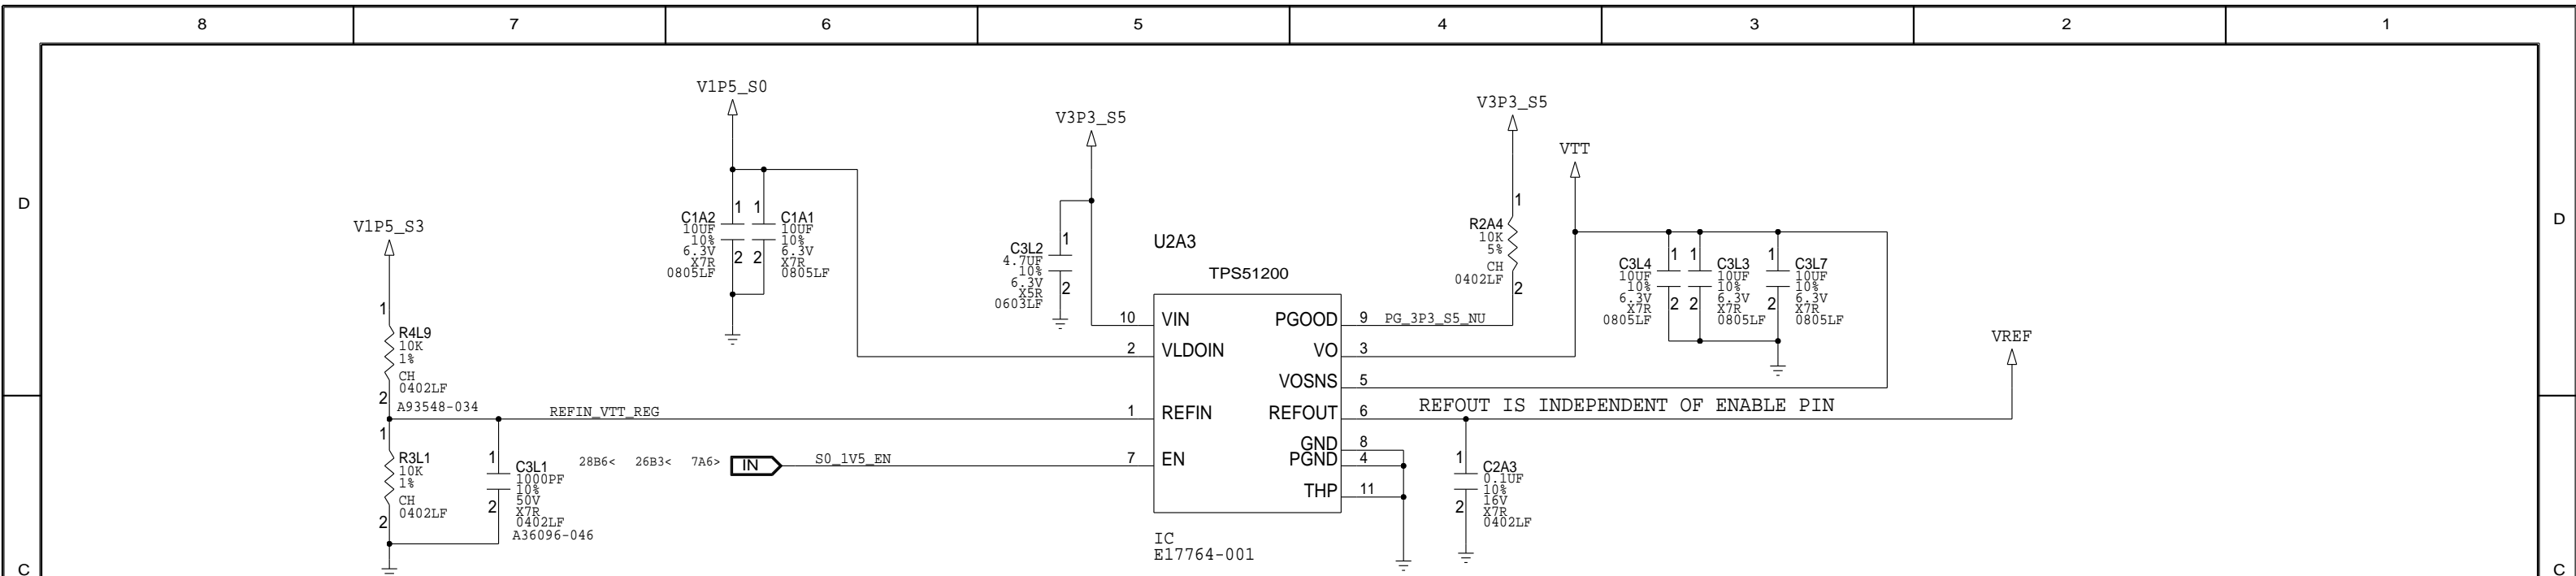 8 7 6 5 4 3 2 1
D
D
C
C
V1P5_S3
1
R4L9
10K
1%
CH
0402LF
2
A93548-034
1
R3L1
10K
1%
CH
0402LF
2
REFIN_VTT_REG
1
C3L1
1000PF
10%
50V
X7R
0402LF
2
A36096-046
V1P5_S0
C1A2
10UF
10%
6.3V
X7R
0805LF
1
2
1
2
C1A1
10UF
10%
6.3V
X7R
0805LF
28B6< 26B3< 7A6>
IN
S0_1V5_EN
V3P3_S5
C3L2
4.7UF
10%
6.3V
X5R
0603LF
1
2
U2A3
TPS51200
10 VIN
2 VLDOIN
1 REFIN
7 EN
PGOOD 9
VO 3
VOSNS 5
REFOUT 6
GND 8
PGND 4
THP 11
IC
E17764-001
PG_3P3_S5_NU
V3P3_S5
1
R2A4
10K
5%
CH
0402LF
2
VTT
C3L4
10UF
10%
6.3V
X7R
0805LF
1
2
1
2
C3L3
10UF
10%
6.3V
X7R
0805LF
1
2
C3L7
10UF
10%
6.3V
X7R
0805LF
VREF
REFOUT IS INDEPENDENT OF ENABLE PIN
1
C2A3
0.1UF
10%
16V
X7R
0402LF
2